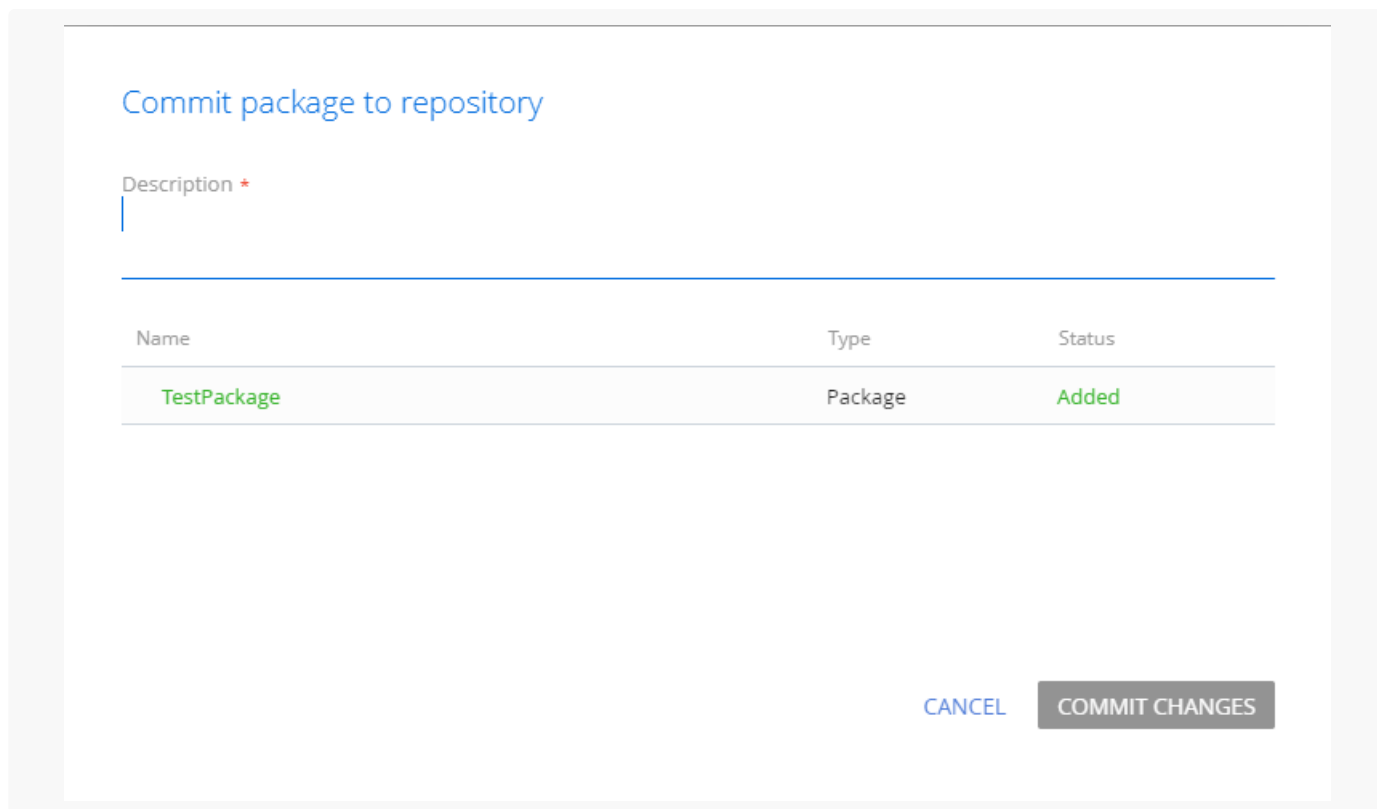 Commit package to repository
Description *
Name Type Status
TestPackage Package Added
CANCEL COMMIT CHANGES